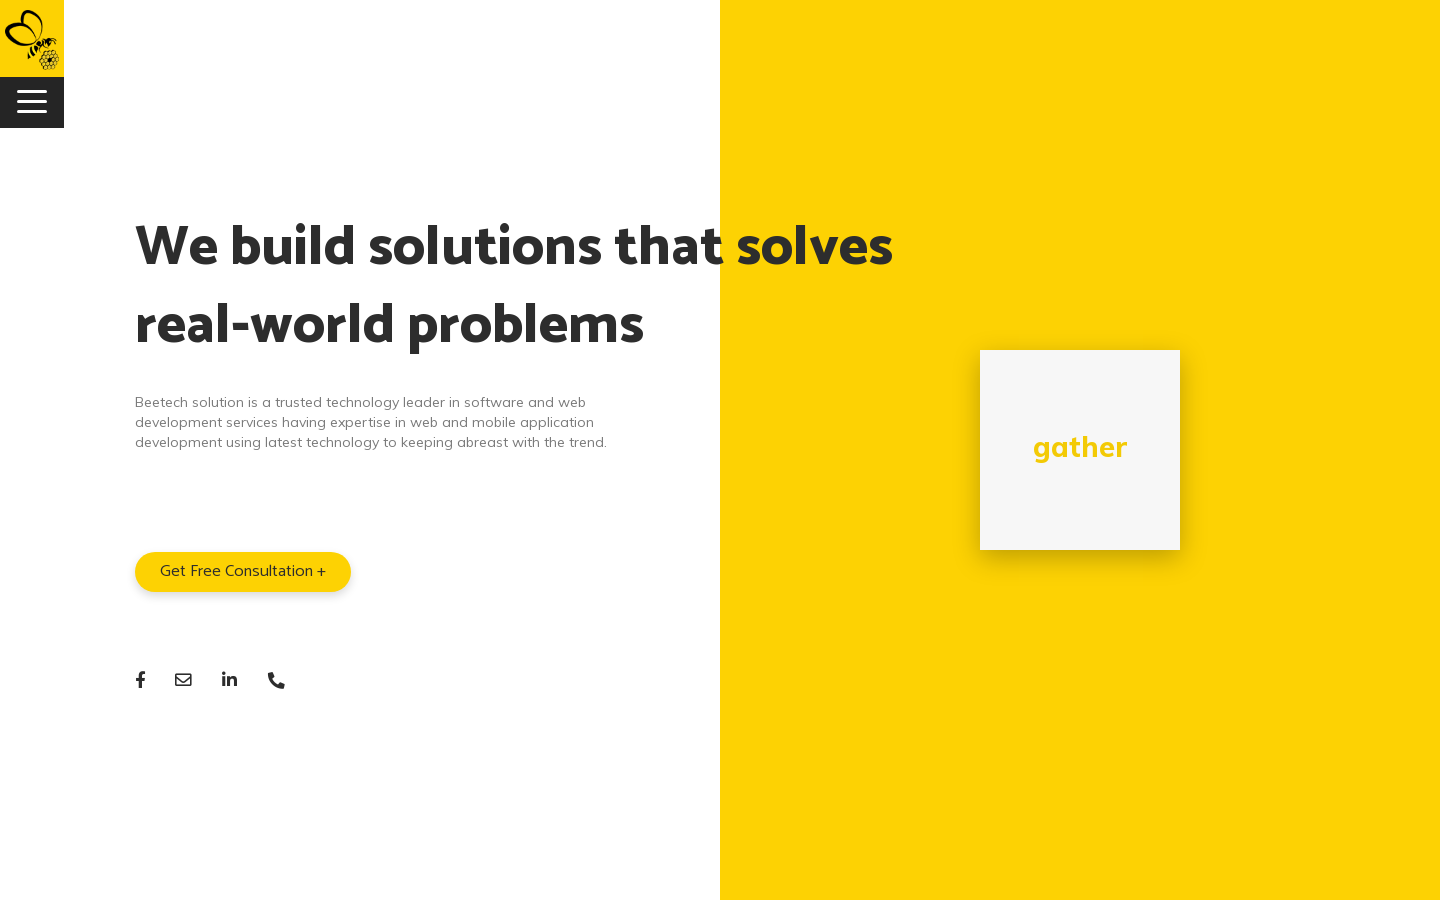 We build solutions that solves
real-world problems
Beetech solution is a trusted technology leader in software and web
development services having expertise in web and mobile application
development using latest technology to keeping abreast with the trend.
gather
Get Free Consultation +